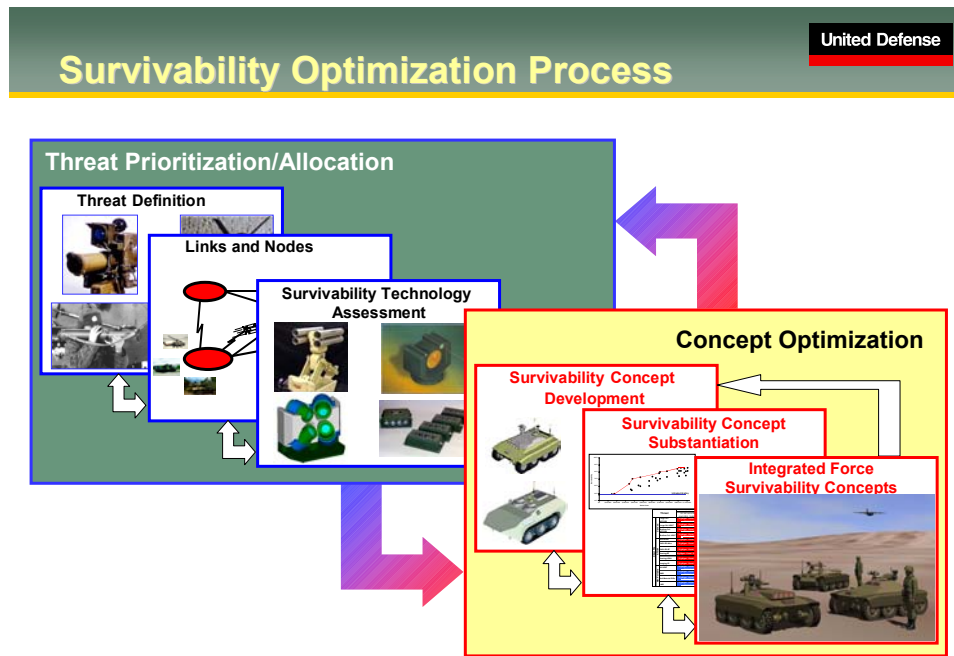 United Defense
Survivability Optimization Process
Threat Prioritization/Allocation
Threat Definition
Links and Nodes
Survivability Technology
Assessment
Concept Optimization
Survivability Concept
Development
Survivability Concept
Substantiation
Integrated Force
Survivability Concepts